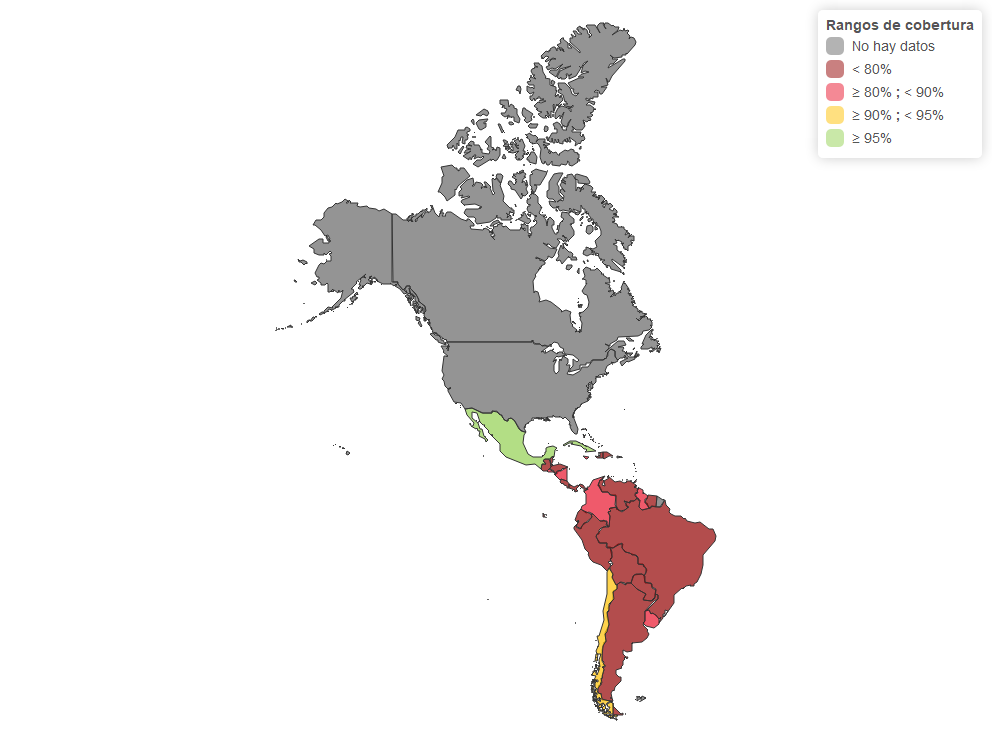 Rangos de cobertura
No hay datos
< 80%
≥ 80% ; < 90%
≥ 90% ; < 95%
≥ 95%